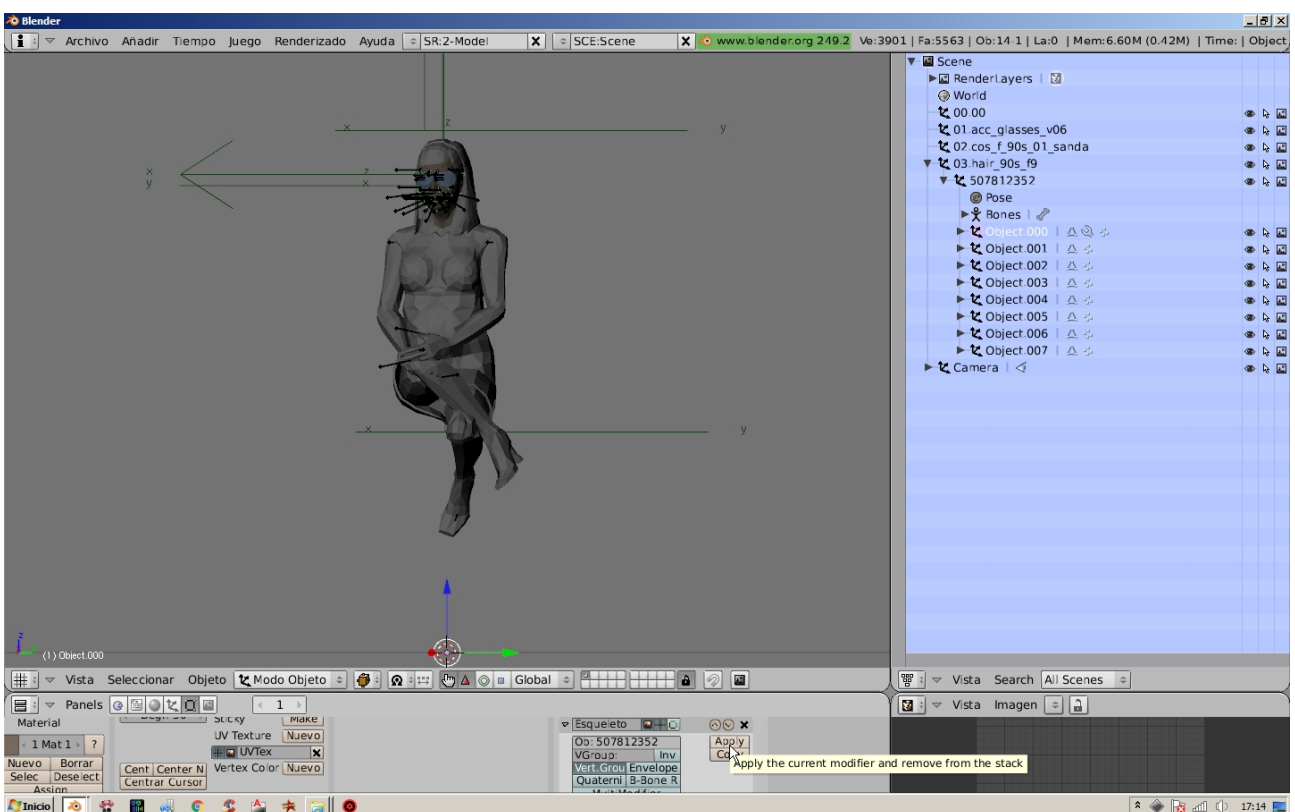 Blender
Archivo Añadir Tiempo Juego Renderizado Ayuda SR:2-Model X SCE:Scene X www.blender.org 249.2 Ve:3901 | Fa:5563 | Ob:14-1 | La:0 | Mem:6.60M (0.42M) | Time: | Object
Scene
RenderLayers
World
00.00
01.acc_glasses_v06
02.cos_f_90s_01_sanda
03.hair_90s_f9
507812352
Pose
Bones
Object.000
Object.001
Object.002
Object.003
Object.004
Object.005
Object.006
Object.007
Camera
x z y
x y z x
x y
z
(1) Object.000
Vista Seleccionar Objeto Modo Objeto Global
Vista Search All Scenes
Panels 1
Vista Imagen
Material
1 Mat 1 ?
Nuevo Borrar
Selec Deselect
Assign
Cent Center N
Centrar Cursor
Sticky Make
UV Texture Nuevo
UVTex
Vertex Color Nuevo
Esqueleto
Ob: 507812352
VGroup: Inv
Vert.Grou Envelope
Quaterni B-Bone R
Apply
Apply the current modifier and remove from the stack
Inicio
17:14